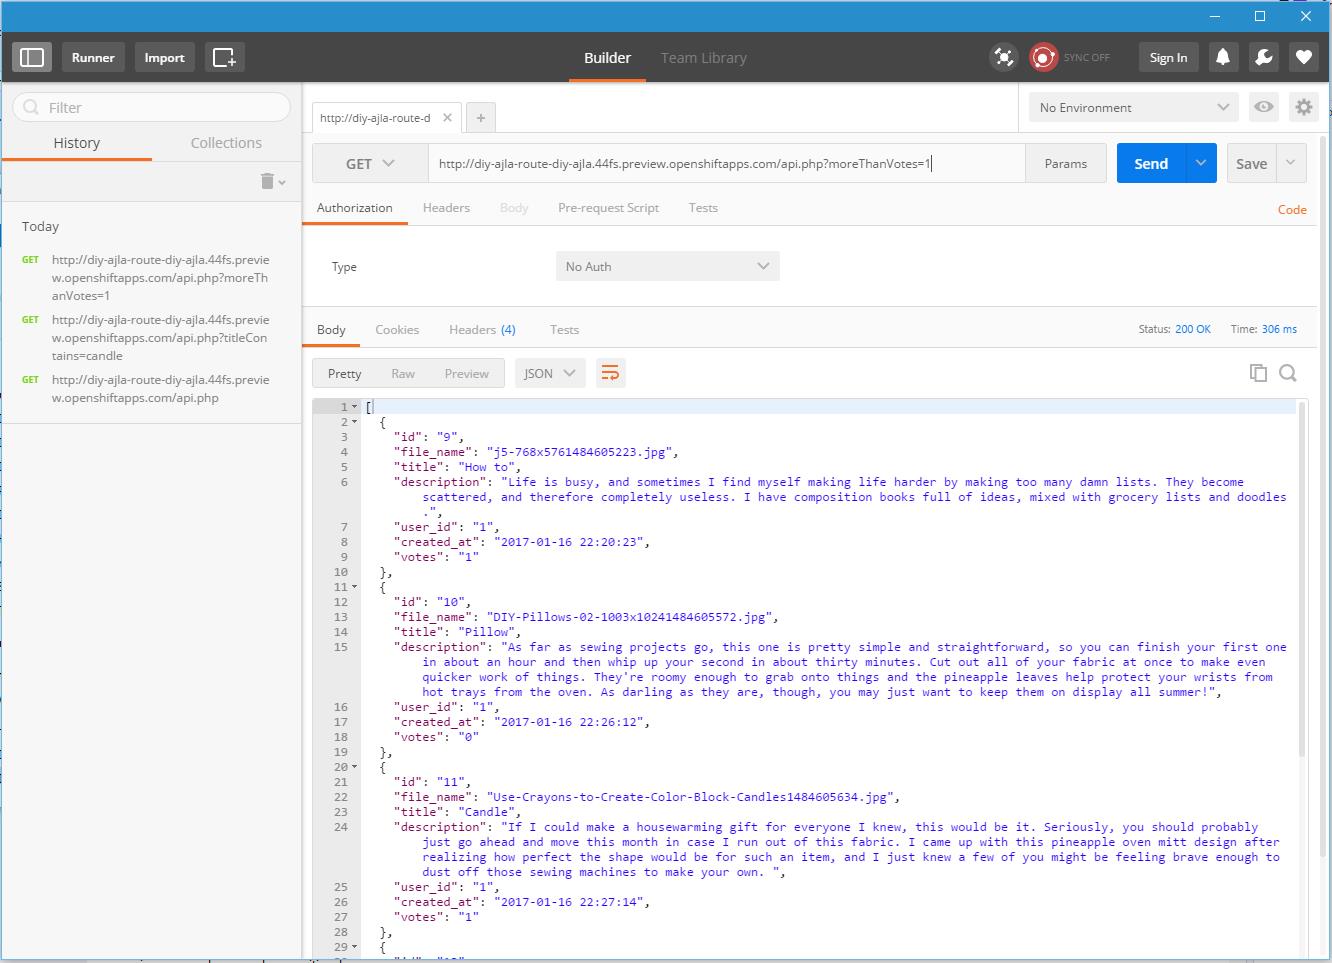 Runner
Import
Builder
Team Library
SYNC OFF
Sign In
Filter
History
Collections
Today
GET http://diy-ajla-route-diy-ajla.44fs.previe
w.openshiftapps.com/api.php?moreTh
anVotes=1
GET http://diy-ajla-route-diy-ajla.44fs.previe
w.openshiftapps.com/api.php?titleCon
tains=candle
GET http://diy-ajla-route-diy-ajla.44fs.previe
w.openshiftapps.com/api.php
http://diy-ajla-route-d
+
No Environment
GET
http://diy-ajla-route-diy-ajla.44fs.preview.openshiftapps.com/api.php?moreThanVotes=1
Params
Send
Save
Authorization
Headers
Body
Pre-request Script
Tests
Code
Type
No Auth
Body
Cookies
Headers (4)
Tests
Status: 200 OK
Time: 306 ms
Pretty
Raw
Preview
JSON
1 [
2 {
3 "id": "9",
4 "file_name": "j5-768x5761484605223.jpg",
5 "title": "How to",
6 "description": "Life is busy, and sometimes I find myself making life harder by making too many damn lists. They become
scattered, and therefore completely useless. I have composition books full of ideas, mixed with grocery lists and doodles
.",
7 "user_id": "1",
8 "created_at": "2017-01-16 22:20:23",
9 "votes": "1"
10 },
11 {
12 "id": "10",
13 "file_name": "DIY-Pillows-02-1003x10241484605572.jpg",
14 "title": "Pillow",
15 "description": "As far as sewing projects go, this one is pretty simple and straightforward, so you can finish your first one
in about an hour and then whip up your second in about thirty minutes. Cut out all of your fabric at once to make even
quicker work of things. They're roomy enough to grab onto things and the pineapple leaves help protect your wrists from
hot trays from the oven. As darling as they are, though, you may just want to keep them on display all summer!",
16 "user_id": "1",
17 "created_at": "2017-01-16 22:26:12",
18 "votes": "0"
19 },
20 {
21 "id": "11",
22 "file_name": "Use-Crayons-to-Create-Color-Block-Candles1484605634.jpg",
23 "title": "Candle",
24 "description": "If I could make a housewarming gift for everyone I knew, this would be it. Seriously, you should probably
just go ahead and move this month in case I run out of this fabric. I came up with this pineapple oven mitt design after
realizing how perfect the shape would be for such an item, and I just knew a few of you might be feeling brave enough to
dust off those sewing machines to make your own. ",
25 "user_id": "1",
26 "created_at": "2017-01-16 22:27:14",
27 "votes": "1"
28 },
29 {